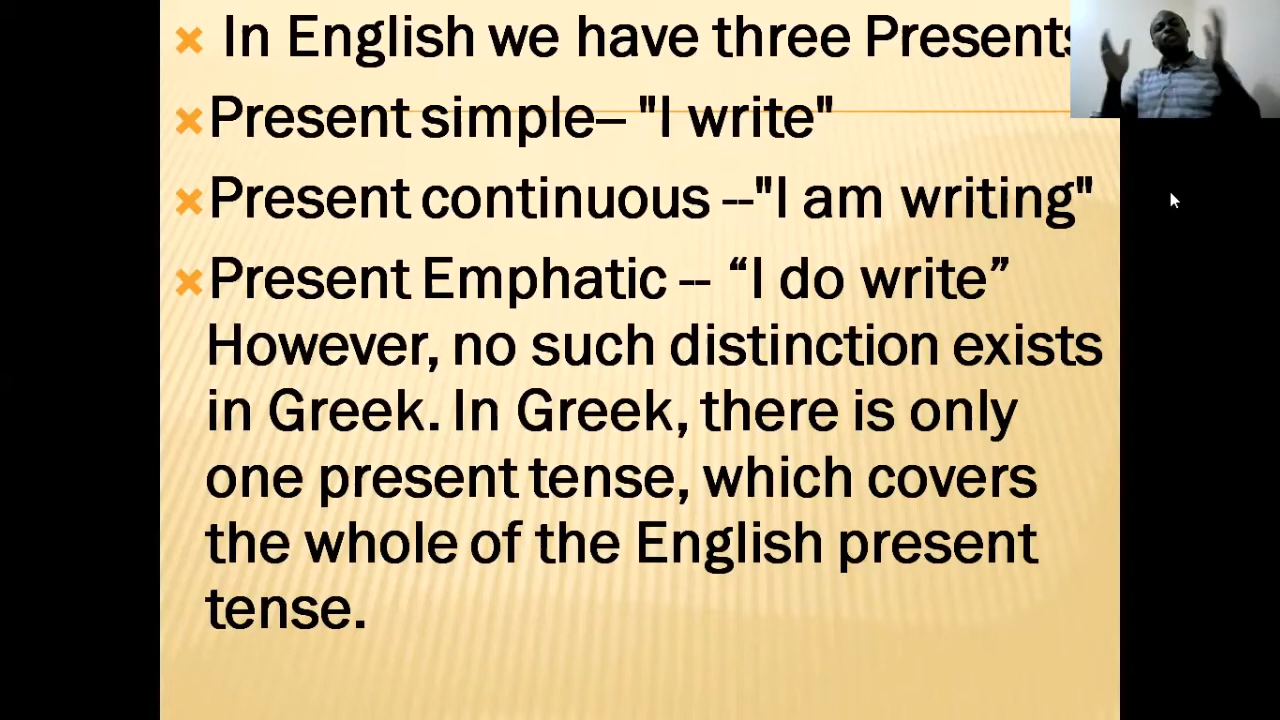 In English we have three Presents
Present simple– "I write"
Present continuous --"I am writing"
Present Emphatic -- “I do write”
However, no such distinction exists
in Greek. In Greek, there is only
one present tense, which covers
the whole of the English present
tense.